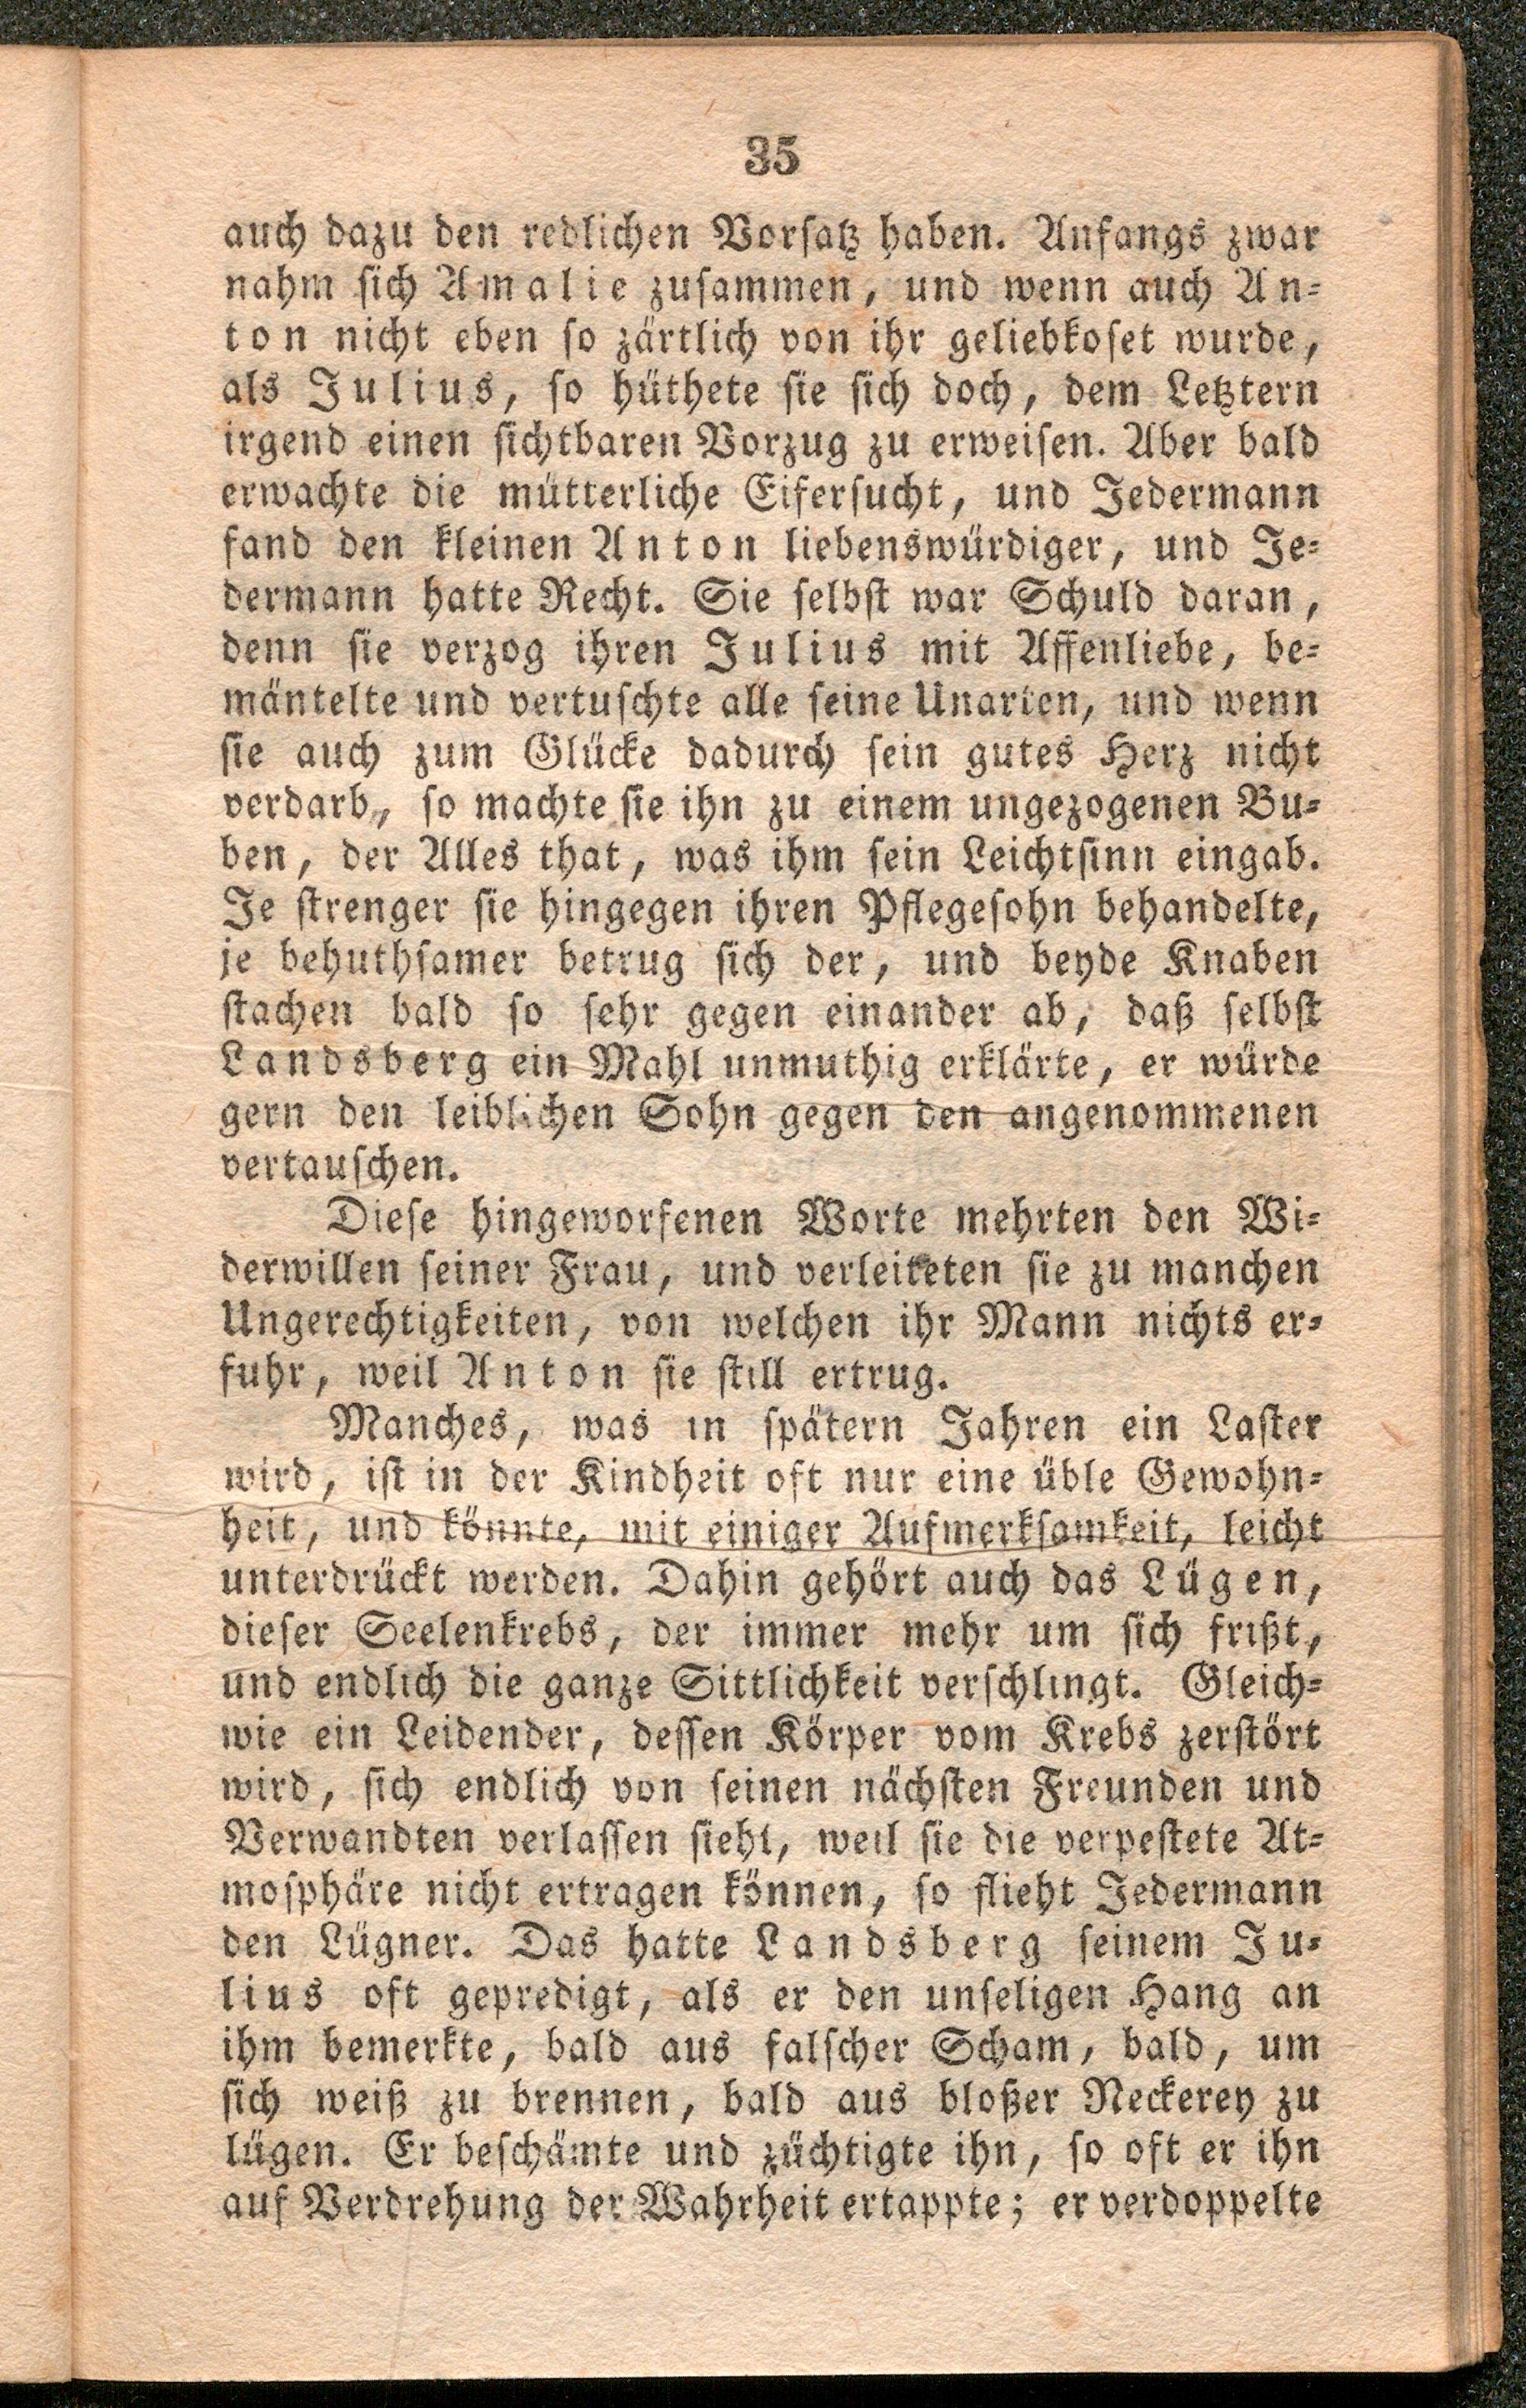 35
auch dazu den redlichen Vorsatz haben. Anfangs zwar
nahm sich Amalie zusammen, und wenn auch An-
ton nicht eben so zärtlich von ihr geliebkoset wurde,
als Julius, so hüthete sie sich doch, dem Letztern
irgend einen sichtbaren Vorzug zu erweisen. Aber bald
erwachte die mütterliche Eifersucht, und Jedermann
fand den kleinen Anton liebenswürdiger, und Je-
dermann hatte Recht. Sie selbst war Schuld daran,
denn sie verzog ihren Julius mit Affenliebe, be-
mäntelte und vertuschte alle seine Unarten, und wenn
sie auch zum Glücke dadurch sein gutes Herz nicht
verdarb, so machte sie ihn zu einem ungezogenen Bu-
ben, der Alles that, was ihm sein Leichtsinn eingab.
Je strenger sie hingegen ihren Pflegesohn behandelte,
je behuthsamer betrug sich der, und beyde Knaben
stachen bald so sehr gegen einander ab, daß selbst
Landsberg ein Mahl unmuthig erklärte, er würde
gern den leiblichen Sohn gegen den angenommenen
vertauschen.
Diese hingeworfenen Worte mehrten den Wi-
derwillen seiner Frau, und verleiteten sie zu manchen
Ungerechtigkeiten, von welchen ihr Mann nichts er-
fuhr, weil Anton sie still ertrug.
Manches, was in spätern Jahren ein Laster
wird, ist in der Kindheit oft nur eine üble Gewohn-
heit, und könnte, mit einiger Aufmerksamkeit, leicht
unterdrückt werden. Dahin gehört auch das Lügen,
dieser Seelenkrebs, der immer mehr um sich frißt,
und endlich die ganze Sittlichkeit verschlingt. Gleich-
wie ein Leidender, dessen Körper vom Krebs zerstört
wird, sich endlich von seinen nächsten Freunden und
Verwandten verlassen sieht, weil sie die verpestete At-
mosphäre nicht ertragen können, so flieht Jedermann
den Lügner. Das hatte Landsberg seinem Ju-
lius oft gepredigt, als er den unseligen Hang an
ihm bemerkte, bald aus falscher Scham, bald, um
sich weiß zu brennen, bald aus bloßer Neckerey zu
lügen. Er beschämte und züchtigte ihn, so oft er ihn
auf Verdrehung der Wahrheit ertappte; er verdoppelte